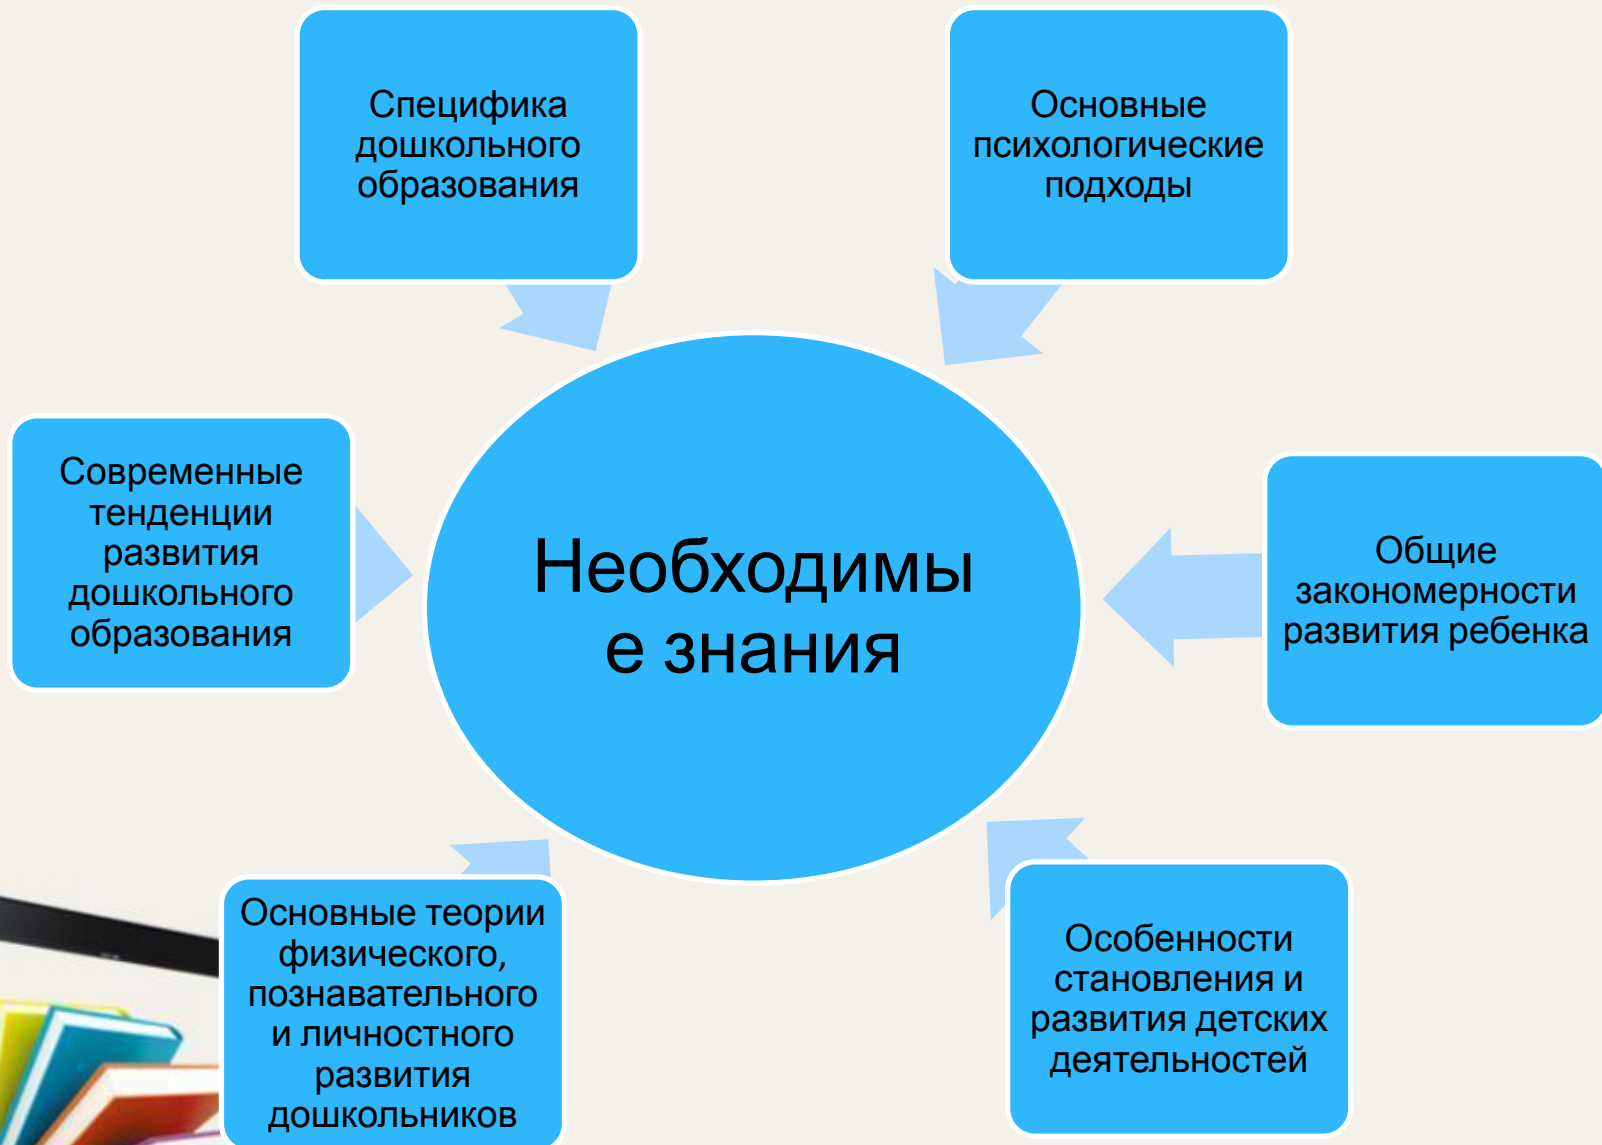 Специфика
дошкольного
образования
Основные
психологические
подходы
Современные
тенденции
развития
дошкольного
образования
Необходимы
е знания
Общие
закономерности
развития ребенка
Основные теории
физического,
познавательного
и личностного
развития
дошкольников
Особенности
становления и
развития детских
деятельностей